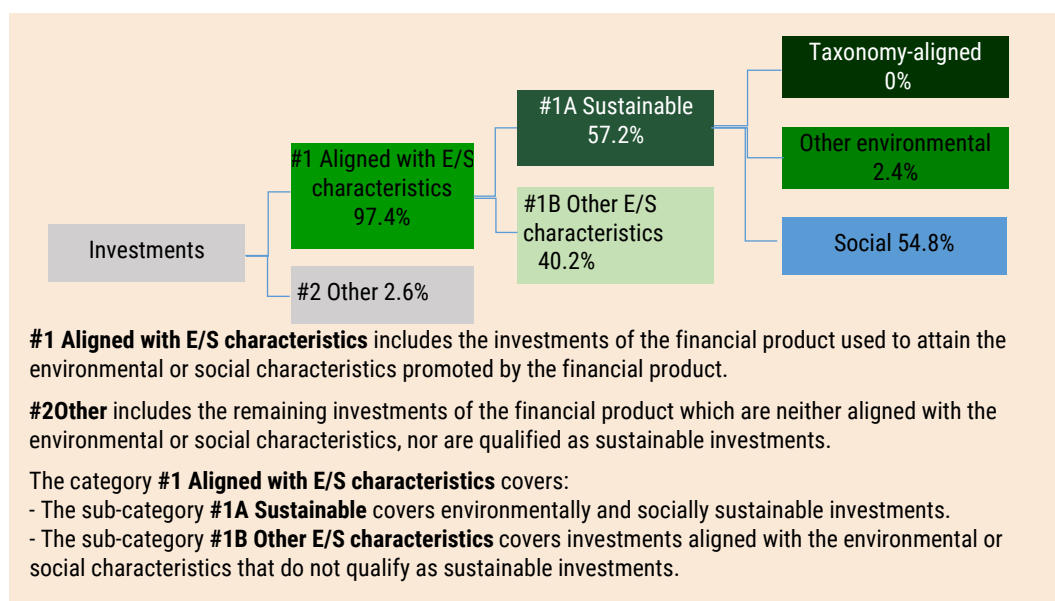 Investments
#1 Aligned with E/S
characteristics
97.4%
#2 Other 2.6%
#1A Sustainable
57.2%
#1B Other E/S
characteristics
40.2%
Taxonomy-aligned
0%
Other environmental
2.4%
Social 54.8%
#1 Aligned with E/S characteristics includes the investments of the financial product used to attain the
environmental or social characteristics promoted by the financial product.
#2Other includes the remaining investments of the financial product which are neither aligned with the
environmental or social characteristics, nor are qualified as sustainable investments.
The category #1 Aligned with E/S characteristics covers:
- The sub-category #1A Sustainable covers environmentally and socially sustainable investments.
- The sub-category #1B Other E/S characteristics covers investments aligned with the environmental or
social characteristics that do not qualify as sustainable investments.